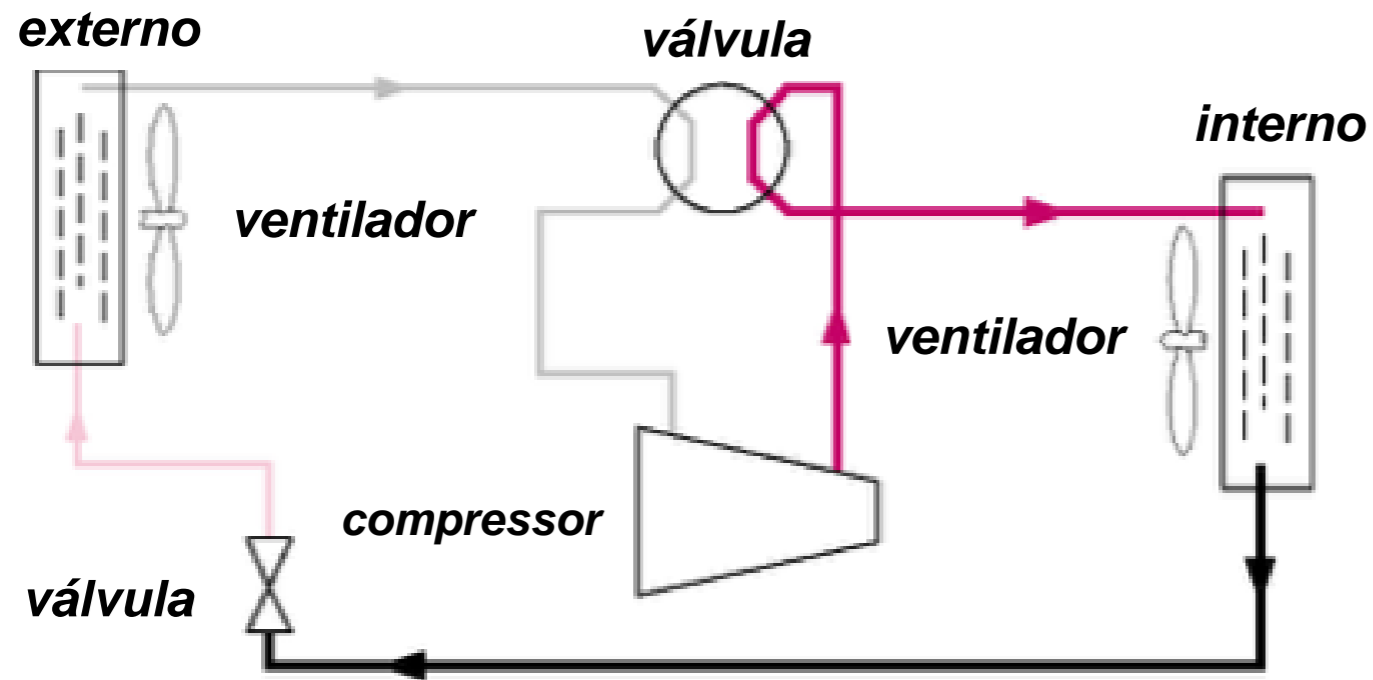 externo
válvula
interno
ventilador
ventilador
compressor
válvula